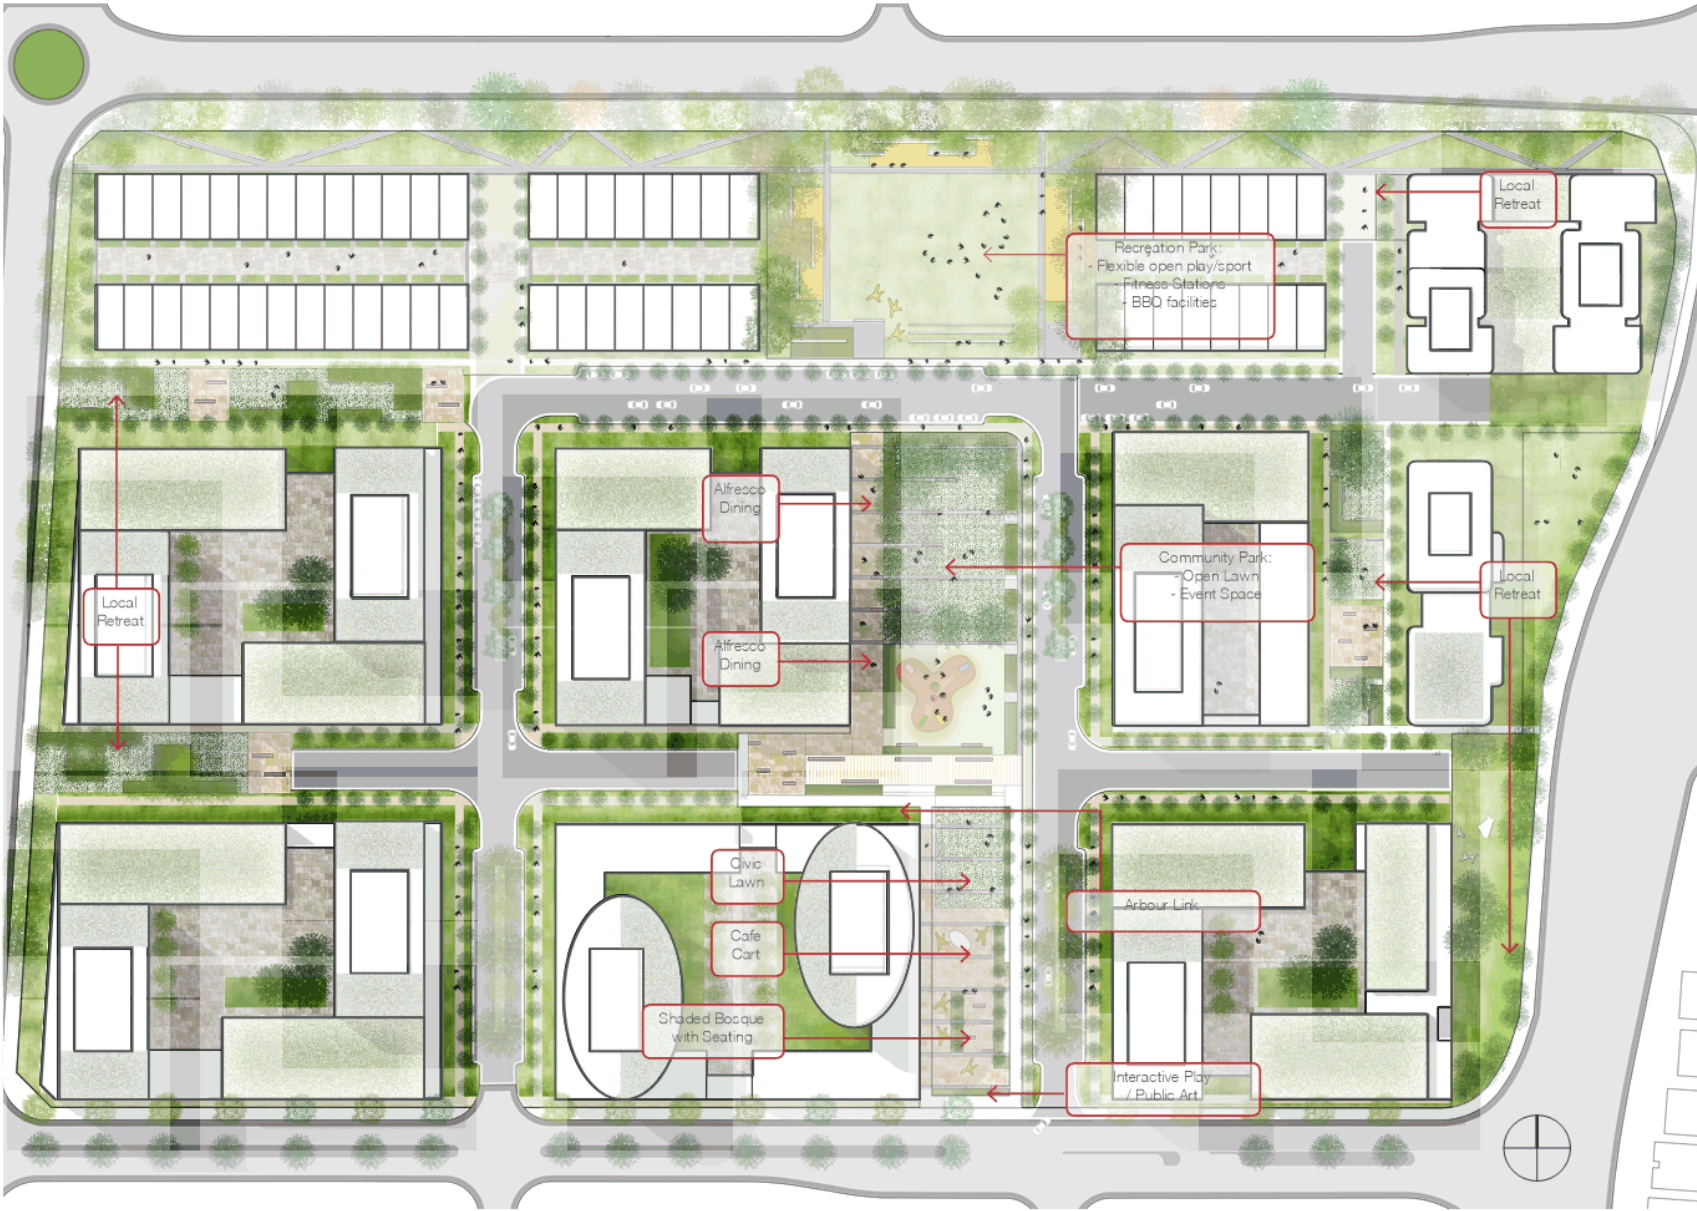 Local
Retreat
Recreation Park:
- Flexible open play/sport
- Fitness Stations
- BBQ facilities
Alfresco
Dining
Community Park:
- Open Lawn
- Event Space
Local
Retreat
Local
Retreat
Alfresco
Dining
Civic
Lawn
Arbour Link
Cafe
Cart
Shaded Bosque
with Seating
Interactive Play
/ Public Art